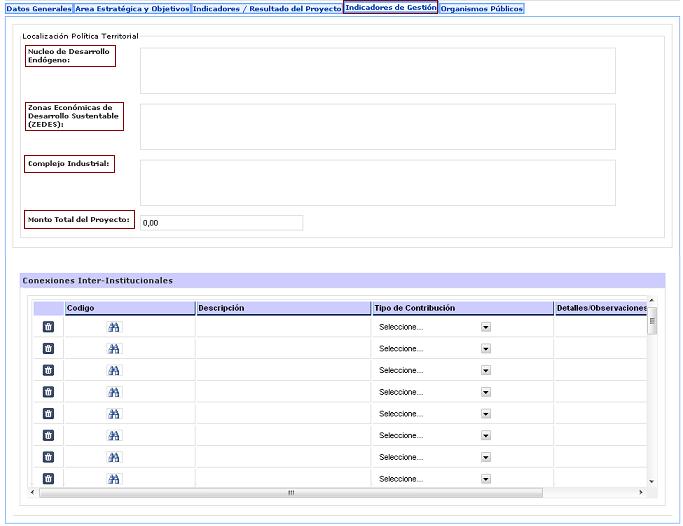 Datos Generales Area Estratégica y Objetivos Indicadores / Resultado del Proyecto Indicadores de Gestión Organismos Públicos
Localización Política Territorial
Nucleo de Desarrollo
Endógeno:
Zonas Económicas de
Desarrollo Sustentable
(ZEDES):
Complejo Industrial:
Monto Total del Proyecto: 0,00
Conexiones Inter-Institucionales
Codigo Descripción Tipo de Contribución Detalles/Observaciones
Seleccione...
Seleccione...
Seleccione...
Seleccione...
Seleccione...
Seleccione...
Seleccione...
Seleccione...